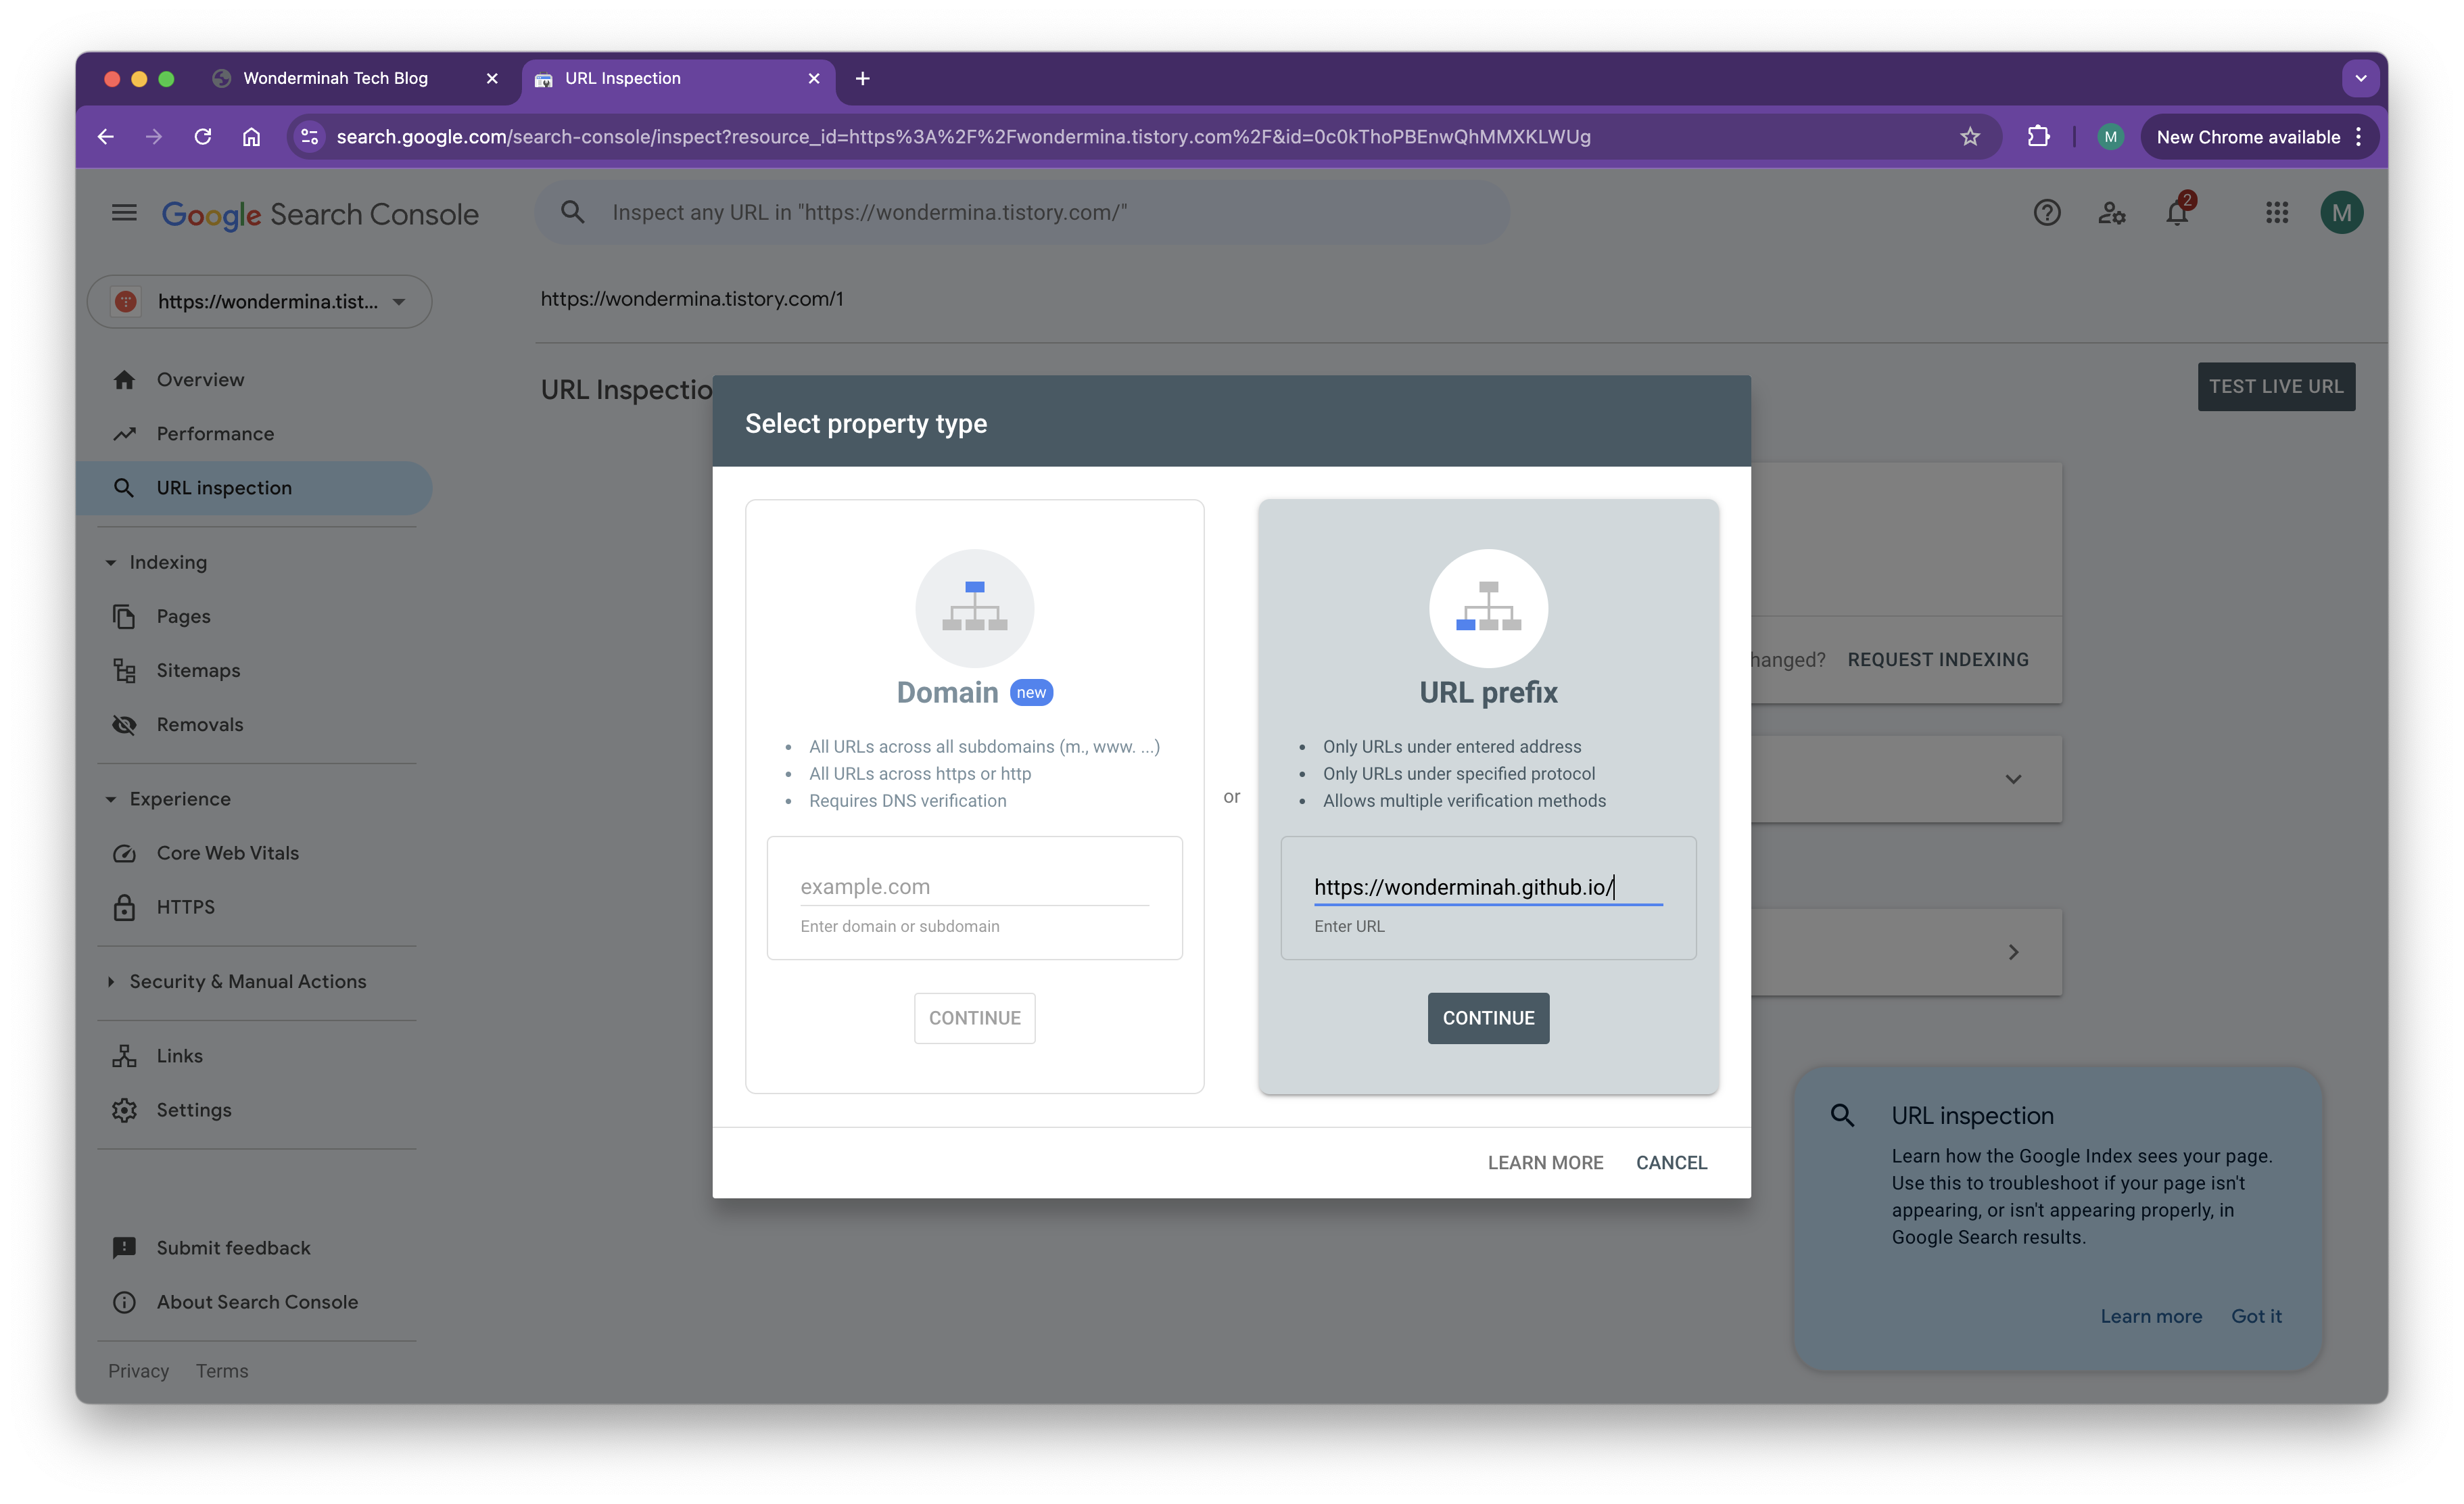 Wonderminah Tech Blog
URL Inspection
search.google.com/search-console/inspect?resource_id=https%3A%2F%2Fwondermina.tistory.com%2F&id=0c0kThoPBEnwQhMMXKLWUg
M
New Chrome available
Google Search Console
Inspect any URL in "https://wondermina.tistory.com/"
2
M
https://wondermina.tist...
https://wondermina.tistory.com/1
Overview
Performance
URL inspection
Indexing
Pages
Sitemaps
Removals
Experience
Core Web Vitals
HTTPS
Security & Manual Actions
Links
Settings
Submit feedback
About Search Console
Privacy Terms
URL Inspectio
TEST LIVE URL
hanged? REQUEST INDEXING
Select property type
Domain new
All URLs across all subdomains (m., www. ...)
All URLs across https or http
Requires DNS verification
example.com
Enter domain or subdomain
CONTINUE
or
URL prefix
Only URLs under entered address
Only URLs under specified protocol
Allows multiple verification methods
https://wonderminah.github.io/
Enter URL
CONTINUE
LEARN MORE CANCEL
URL inspection
Learn how the Google Index sees your page.
Use this to troubleshoot if your page isn't
appearing, or isn't appearing properly, in
Google Search results.
Learn more Got it